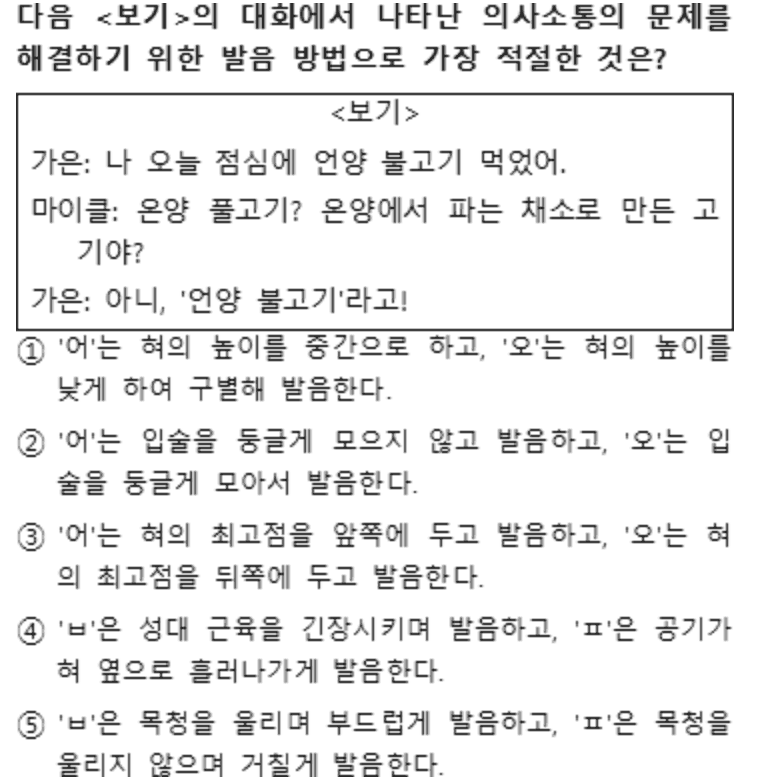 다음 <보기>의 대화에서 나타난 의사소통의 문제를
해결하기 위한 발음 방법으로 가장 적절한 것은?
<보기>
가은: 나 오늘 점심에 언양 불고기 먹었어.
마이클: 온양 풀고기? 온양에서 파는 채소로 만든 고
기야?
가은: 아니, '언양 불고기'라고!
① '어'는 혀의 높이를 중간으로 하고, '오'는 혀의 높이를
낮게 하여 구별해 발음한다.
② '어'는 입술을 둥글게 모으지 않고 발음하고, '오'는 입
술을 둥글게 모아서 발음한다.
③ '어'는 혀의 최고점을 앞쪽에 두고 발음하고, '오'는 혀
의 최고점을 뒤쪽에 두고 발음한다.
④ 'ㅂ'은 성대 근육을 긴장시키며 발음하고, 'ㅍ'은 공기가
혀 옆으로 흘러나가게 발음한다.
⑤ 'ㅂ'은 목청을 울리며 부드럽게 발음하고, 'ㅍ'은 목청을
울리지 않으며 거칠게 발음한다.